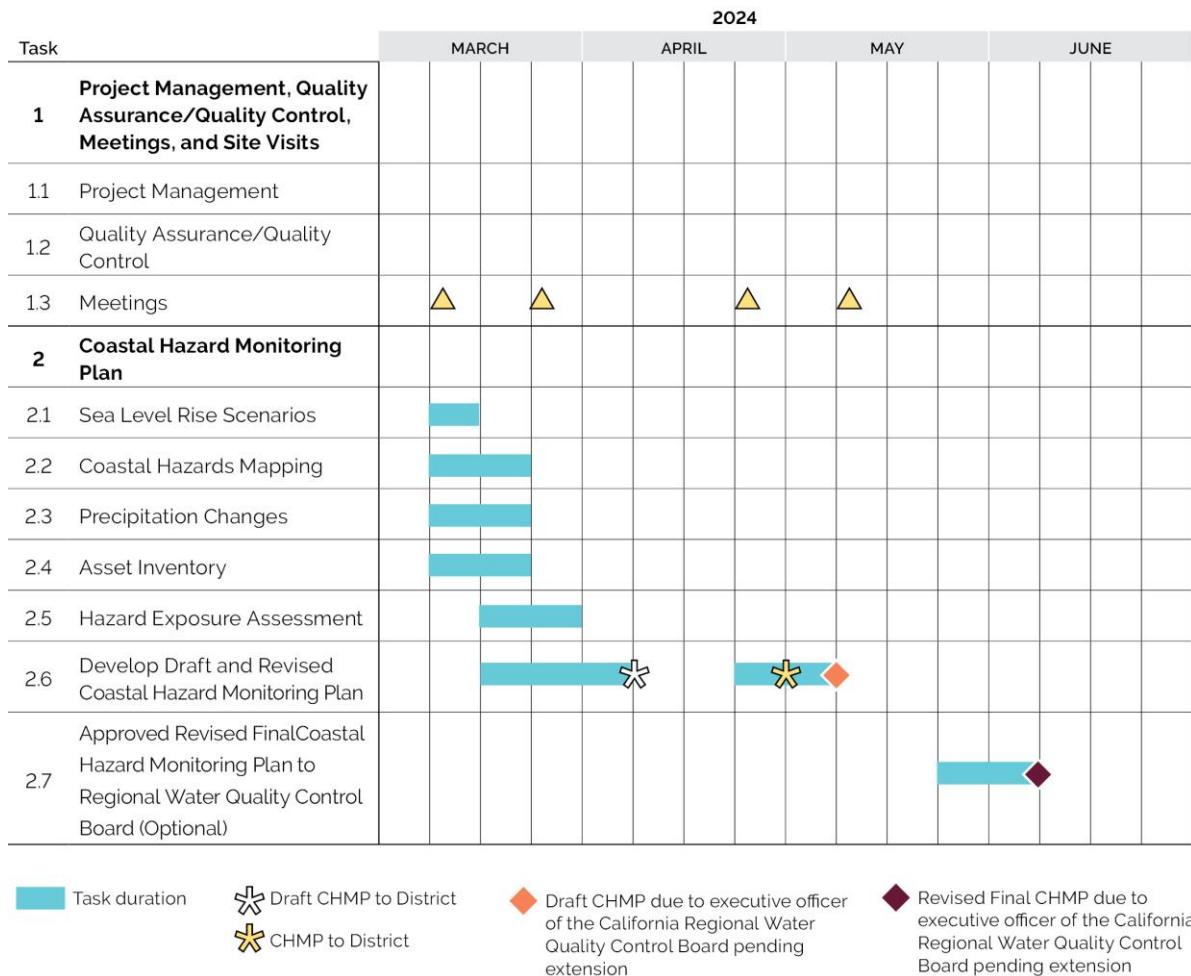 2024
Task MARCH APRIL MAY JUNE
1 Project Management, Quality
Assurance/Quality Control,
Meetings, and Site Visits
1.1 Project Management
1.2 Quality Assurance/Quality
Control
1.3 Meetings
2 Coastal Hazard Monitoring
Plan
2.1 Sea Level Rise Scenarios
2.2 Coastal Hazards Mapping
2.3 Precipitation Changes
2.4 Asset Inventory
2.5 Hazard Exposure Assessment
2.6 Develop Draft and Revised
Coastal Hazard Monitoring Plan
2.7 Approved Revised FinalCoastal
Hazard Monitoring Plan to
Regional Water Quality Control
Board (Optional)
Task duration
Draft CHMP to District
CHMP to District
Draft CHMP due to executive officer
of the California Regional Water
Quality Control Board pending
extension
Revised Final CHMP due to
executive officer of the California
Regional Water Quality Control
Board pending extension